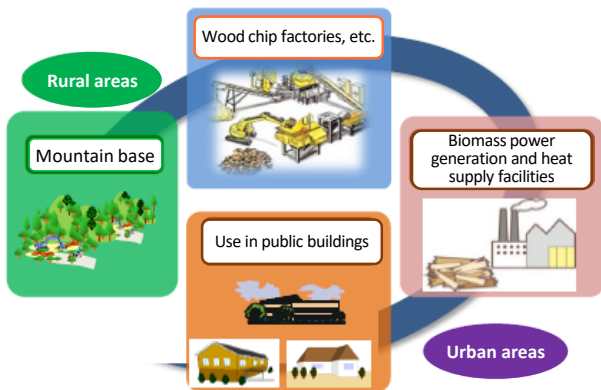 Wood chip factories, etc.
Rural areas
Mountain base
Biomass power
generation and heat
supply facilities
Use in public buildings
Urban areas